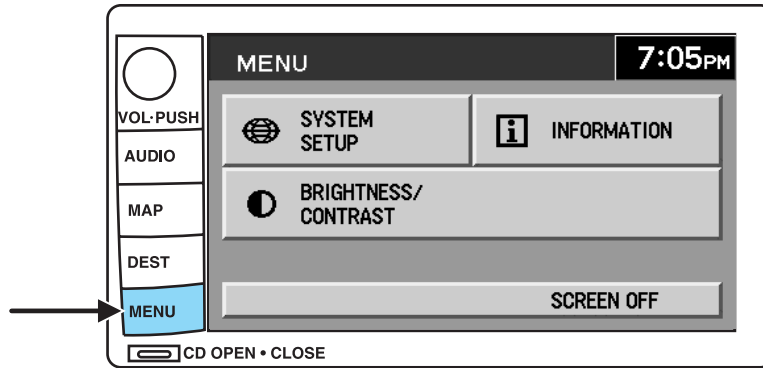 MENU
7:05PM
VOL·PUSH
AUDIO
MAP
DEST
MENU
SYSTEM
SETUP
i INFORMATION
BRIGHTNESS/
CONTRAST
SCREEN OFF
CD OPEN • CLOSE